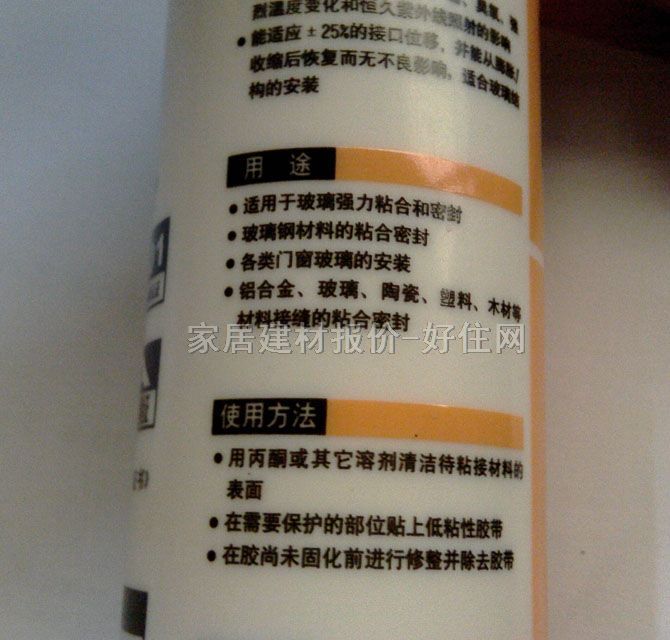 、臭氧、强
烈温度变化和恒久紫外线照射的影响
• 能适应±25%的接口位移，并能从膨胀/
收缩后恢复而无不良影响，适合玻璃结
构的安装
用 途
• 适用于玻璃强力粘合和密封
• 玻璃钢材料的粘合密封
• 各类门窗玻璃的安装
• 铝合金、玻璃、陶瓷、塑料、木材等
材料接缝的粘合密封
家居建材报价-好住网
使用方法
• 用丙酮或其它溶剂清洁待粘接材料的
表面
• 在需要保护的部位贴上低粘性胶带
• 在胶尚未固化前进行修整并除去胶带